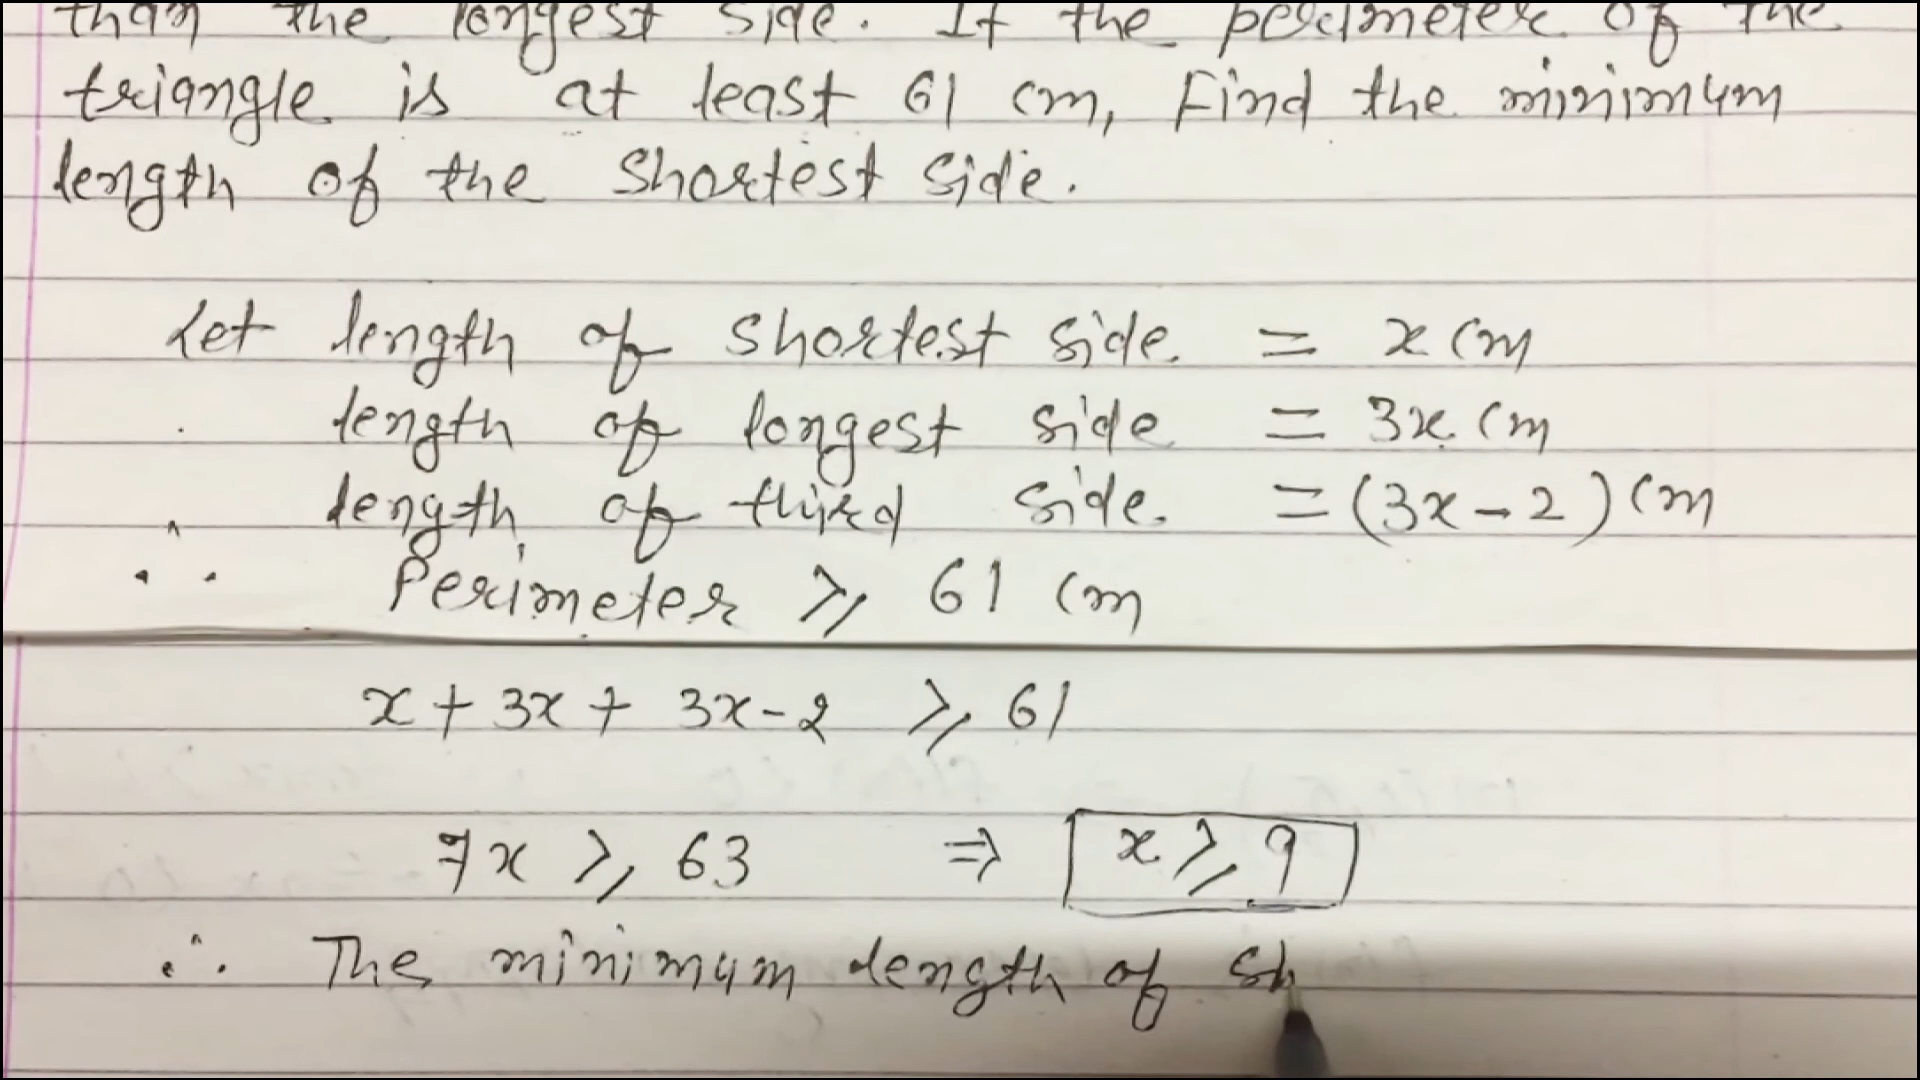 than the longest side. If the perimeter of the
triangle is at least 61 cm, Find the minimum
length of the shortest side.
Let length of shortest side = x cm
length of longest side = 3x cm
length of third side = (3x-2) cm
∴ Perimeter ⩾ 61 cm
x + 3x + 3x-2 ⩾ 61
7x ⩾ 63 ⇒ x ⩾ 9
∴ The minimum length of sh